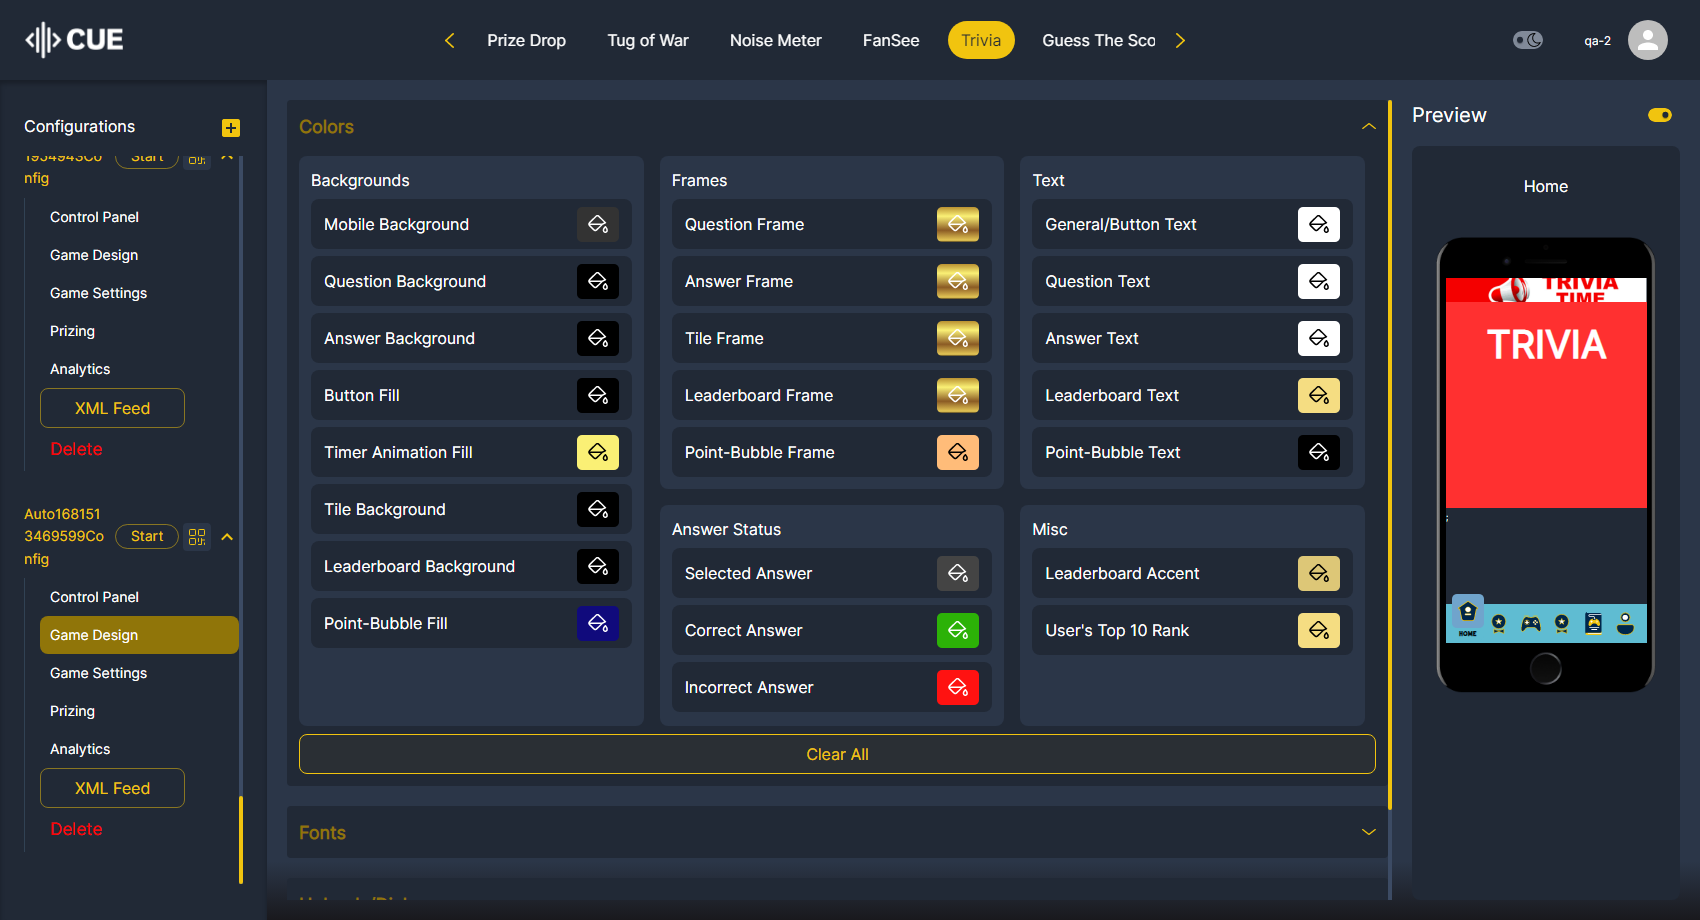 CUE
Prize Drop
Tug of War
Noise Meter
FanSee
Trivia
Guess The Sco
qa-2
Configurations
1954943Co
nfig
Start
Control Panel
Game Design
Game Settings
Prizing
Analytics
XML Feed
Delete
Auto168151
3469599Co
nfig
Start
Control Panel
Game Design
Game Settings
Prizing
Analytics
XML Feed
Delete
Colors
Backgrounds
Mobile Background
Question Background
Answer Background
Button Fill
Timer Animation Fill
Tile Background
Leaderboard Background
Point-Bubble Fill
Frames
Question Frame
Answer Frame
Tile Frame
Leaderboard Frame
Point-Bubble Frame
Text
General/Button Text
Question Text
Answer Text
Leaderboard Text
Point-Bubble Text
Answer Status
Selected Answer
Correct Answer
Incorrect Answer
Misc
Leaderboard Accent
User's Top 10 Rank
Clear All
Fonts
Preview
Home
TRIVIA
TIME
TRIVIA
HOME